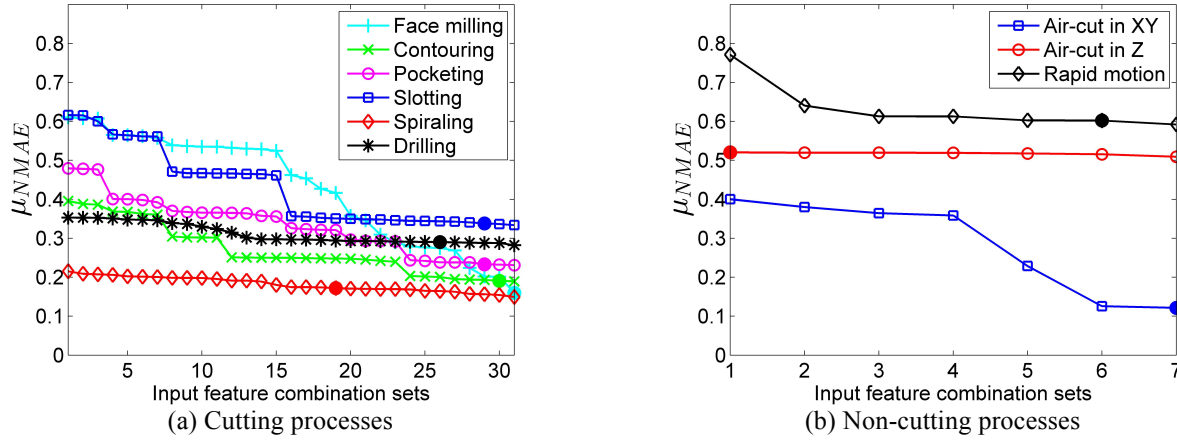 0.8
0.7
0.6
0.5
0.4
0.3
0.2
0.1
0
μNMAE
Face milling
Contouring
Pocketing
Slotting
Spiraling
Drilling
5 10 15 20 25 30
Input feature combination sets
(a) Cutting processes
0.8
0.7
0.6
0.5
0.4
0.3
0.2
0.1
0
μNMAE
Air-cut in XY
Air-cut in Z
Rapid motion
1 2 3 4 5 6 7
Input feature combination sets
(b) Non-cutting processes